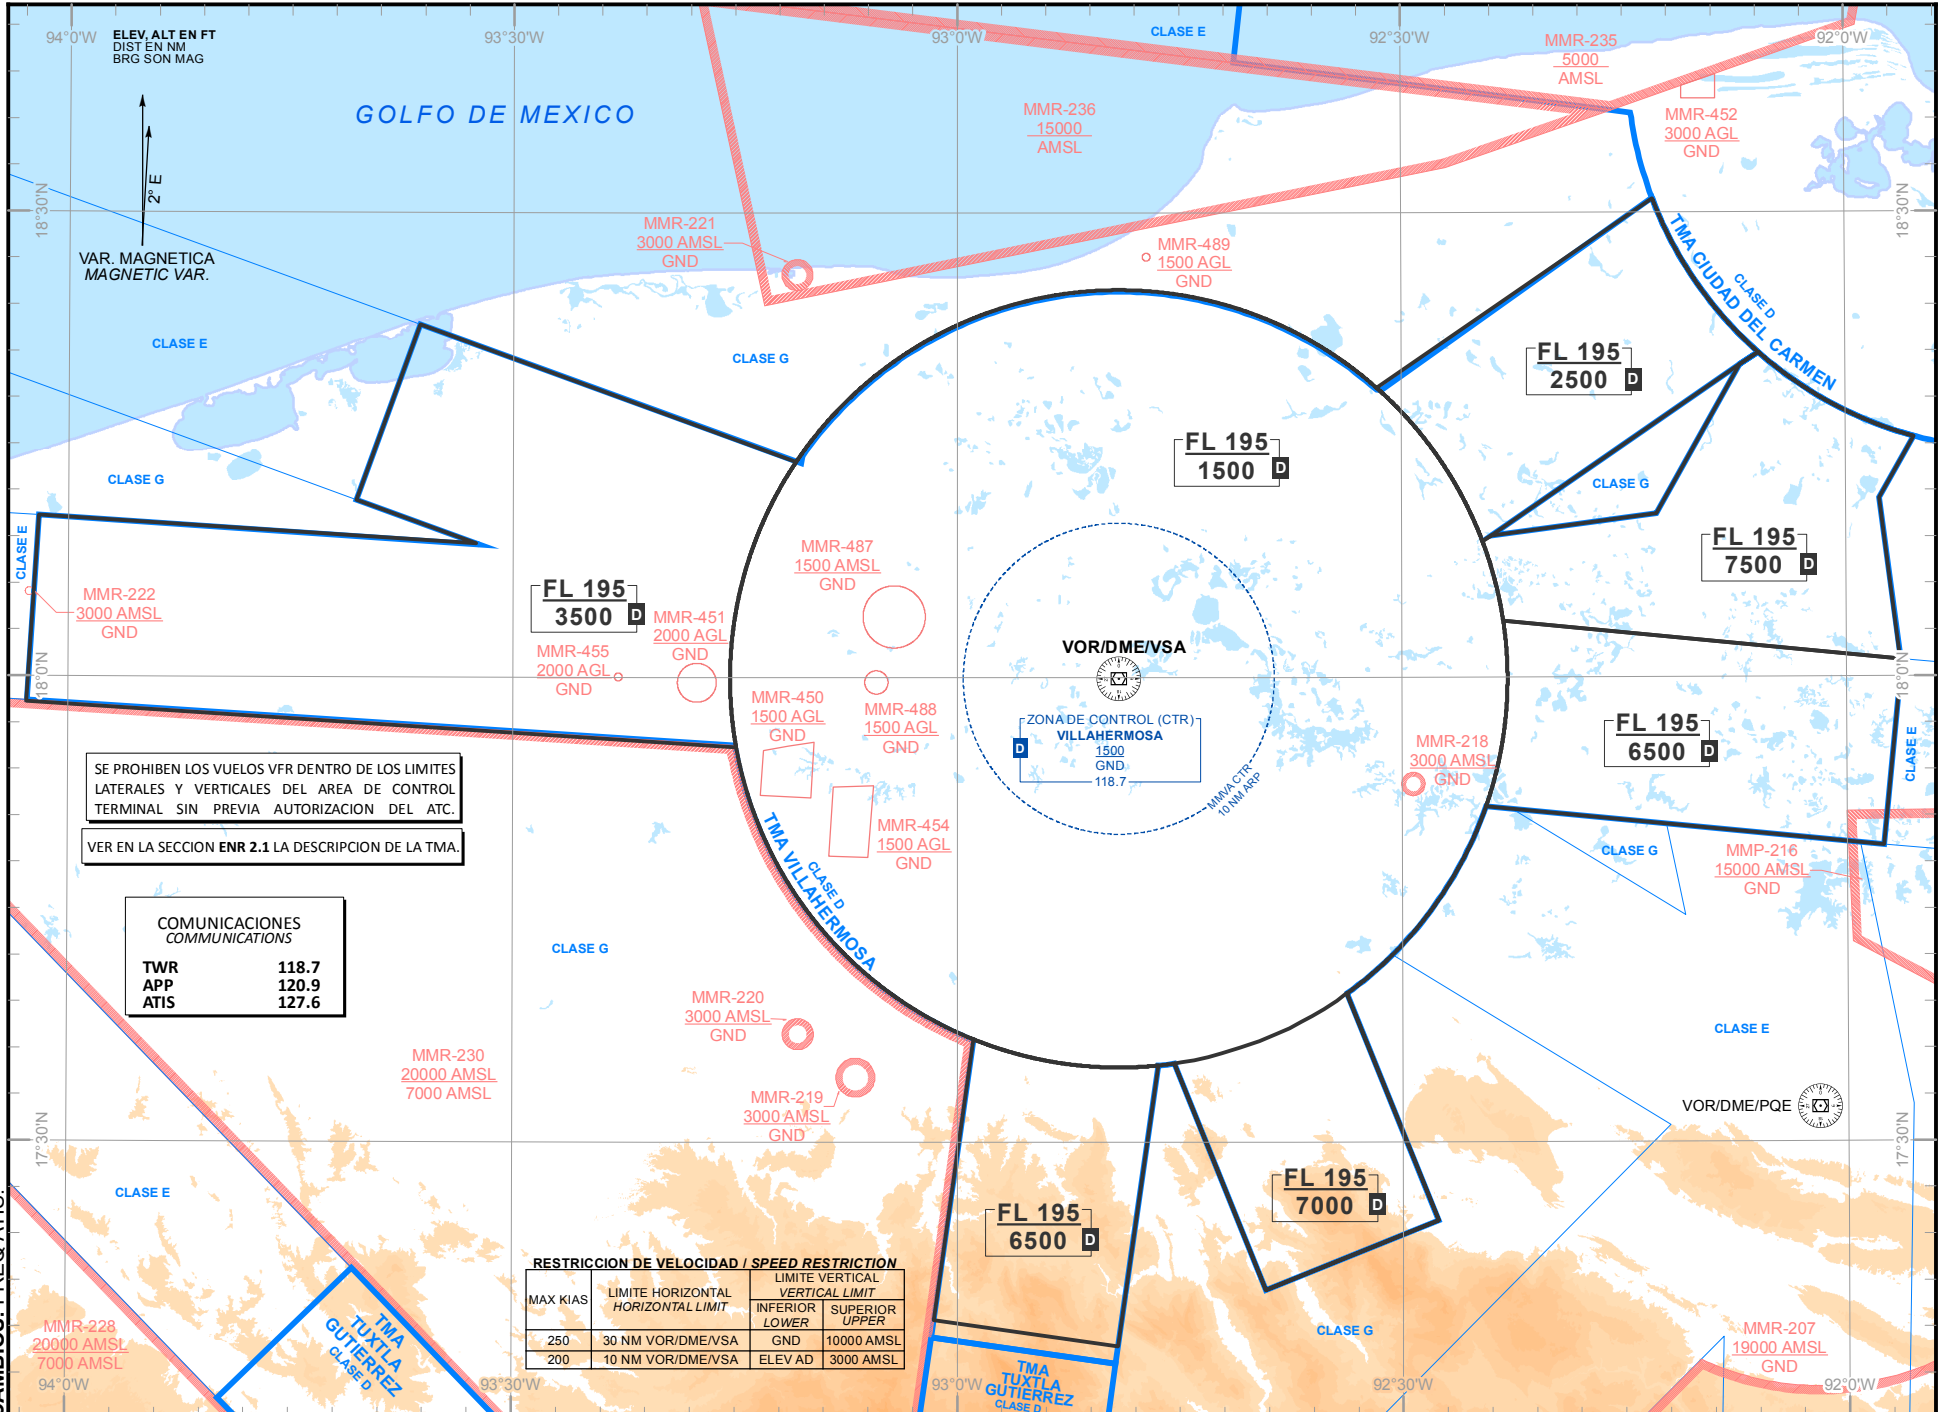 94°0'W
93°30'W
93°0'W
92°30'W
92°0'W
ELEV, ALT EN FT
DIST EN NM
BRG SON MAG
2° E
VAR. MAGNETICA
MAGNETIC VAR.
GOLFO DE MEXICO
CLASE E
MMR-235
5000
AMSL
MMR-236
15000
AMSL
MMR-452
3000 AGL
GND
18°30'N
18°30'N
MMR-221
3000 AMSL
GND
MMR-489
1500 AGL
GND
TMA CIUDAD DEL CARMEN
CLASE D
CLASE E
CLASE G
FL 195
2500 D
FL 195
1500 D
CLASE G
CLASE G
CLASE E
FL 195
7500 D
MMR-487
1500 AMSL
GND
FL 195
3500 D
MMR-222
3000 AMSL
GND
MMR-451
2000 AGL
GND
MMR-455
2000 AGL
GND
VOR/DME/VSA
18°0'N
18°0'N
MMR-450
1500 AGL
GND
MMR-488
1500 AGL
GND
ZONA DE CONTROL (CTR)
VILLAHERMOSA
D
1500
GND
118.7
MMVA CTR
10 NM ARP
MMR-218
3000 AMSL
GND
FL 195
6500 D
CLASE E
SE PROHIBEN LOS VUELOS VFR DENTRO DE LOS LIMITES
LATERALES Y VERTICALES DEL AREA DE CONTROL
TERMINAL SIN PREVIA AUTORIZACION DEL ATC.
VER EN LA SECCION ENR 2.1 LA DESCRIPCION DE LA TMA.
MMR-454
1500 AGL
GND
CLASE D
TMA VILLAHERMOSA
CLASE G
MMP-216
15000 AMSL
GND
COMUNICACIONES
COMMUNICATIONS
TWR 118.7
APP 120.9
ATIS 127.6
CLASE G
MMR-220
3000 AMSL
GND
CLASE E
MMR-230
20000 AMSL
7000 AMSL
MMR-219
3000 AMSL
GND
VOR/DME/PQE
17°30'N
17°30'N
CLASE E
FL 195
7000 D
FL 195
6500 D
RESTRICCION DE VELOCIDAD / SPEED RESTRICTION
MAX KIAS
LIMITE HORIZONTAL
HORIZONTAL LIMIT
LIMITE VERTICAL
VERTICAL LIMIT
INFERIOR
LOWER
SUPERIOR
UPPER
250 30 NM VOR/DME/VSA GND 10000 AMSL
200 10 NM VOR/DME/VSA ELEV AD 3000 AMSL
MMR-228
20000 AMSL
7000 AMSL
TMA
TUXTLA
GUTIERREZ
CLASE D
TMA
TUXTLA
GUTIERREZ
CLASE D
CLASE G
MMR-207
19000 AMSL
GND
94°0'W
93°30'W
93°0'W
92°30'W
92°0'W